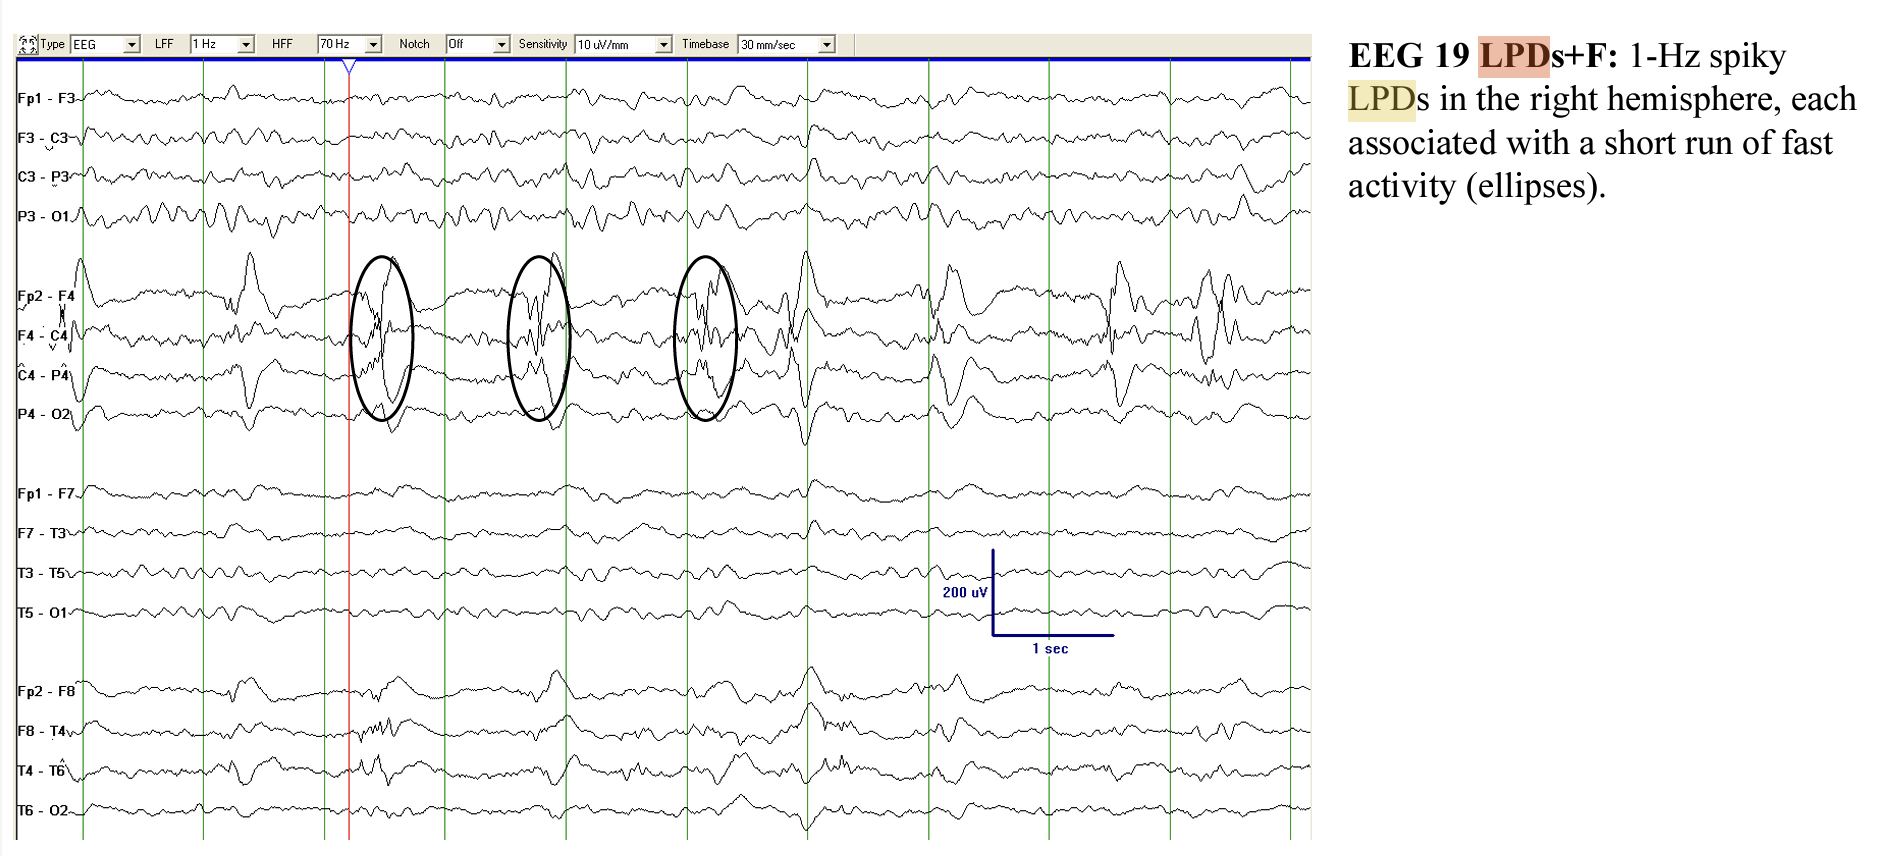 Type EEG LFF 1 Hz HFF 70 Hz Notch Off Sensitivity 10 uV/mm Timebase 30 mm/sec
Fp1 - F3
F3 - C3
C3 - P3
P3 - O1
Fp2 - F4
F4 - C4
C4 - P4
P4 - O2
Fp1 - F7
F7 - T3
T3 - T5
T5 - O1
200 uV
1 sec
Fp2 - F8
F8 - T4
T4 - T6
T6 - O2
EEG 19 LPDs+F: 1-Hz spiky
LPDs in the right hemisphere, each
associated with a short run of fast
activity (ellipses).